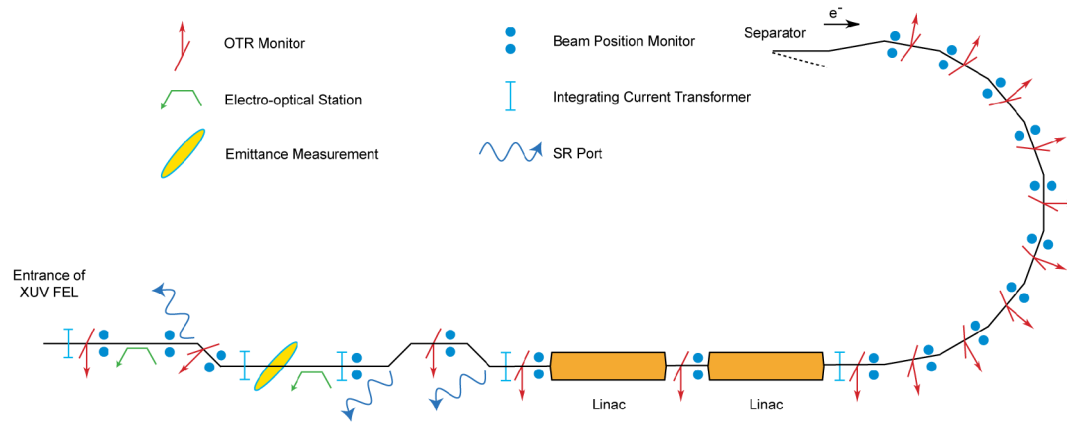 OTR Monitor
Electro-optical Station
Emittance Measurement
Beam Position Monitor
Integrating Current Transformer
SR Port
Separator
e-
Entrance of
XUV FEL
Linac
Linac